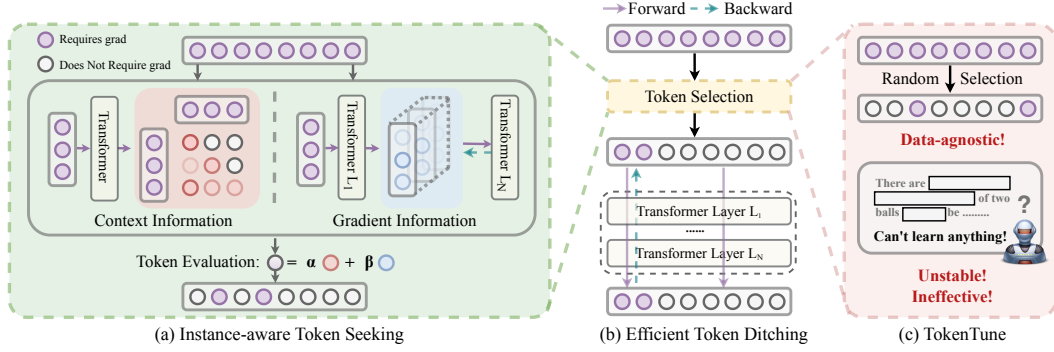 Requires grad
Does Not Require grad
Transformer
Context Information
Transformer L₁
Transformer L_N
Gradient Information
Token Evaluation: = α + β
(a) Instance-aware Token Seeking
Forward Backward
Token Selection
Transformer Layer L₁
......
Transformer Layer L_N
(b) Efficient Token Ditching
Random Selection
Data-agnostic!
There are
of two
balls be .........
?
Can't learn anything!
Unstable!
Ineffective!
(c) TokenTune